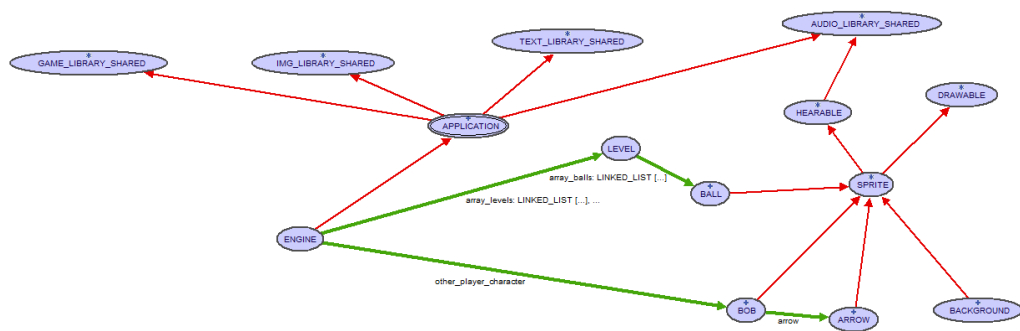 *
AUDIO_LIBRARY_SHARED
*
TEXT_LIBRARY_SHARED
*
GAME_LIBRARY_SHARED
*
IMG_LIBRARY_SHARED
*
DRAWABLE
*
HEARABLE
+
APPLICATION
LEVEL
array_balls: LINKED_LIST [...]
*
SPRITE
+
BALL
array_levels: LINKED_LIST [...], ...
ENGINE
other_player_character
+
BOB
arrow
+
ARROW
+
BACKGROUND